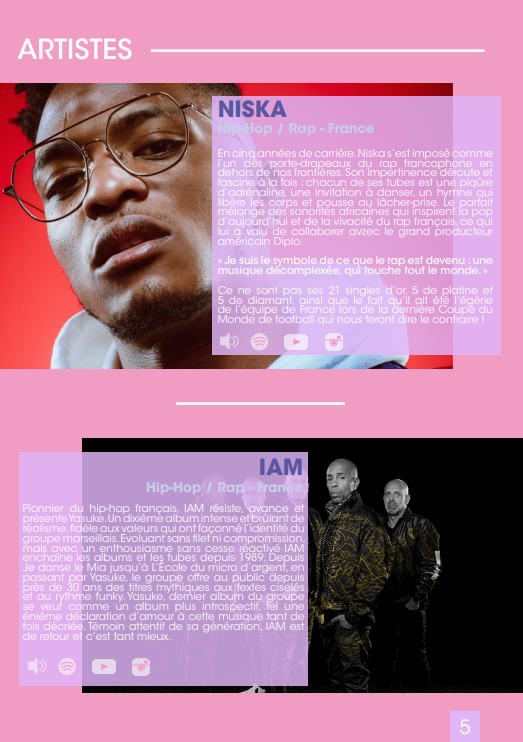 ARTISTES
NISKA
Hip-Hop / Rap - France
En cinq années de carrière, Niska s'est imposé comme
l'un des porte-drapeaux du rap francophone en
dehors de nos frontières. Son impertinence déroute et
fascine à la fois : chacun de ses tubes est une piqûre
d'adrénaline, une invitation à danser, un hymne qui
libère les corps et pousse au lâcher-prise. Le parfait
mélange des sonorités africaines qui inspirent la pop
d'aujourd'hui et de la vivacité du rap français, ce qui
lui a valu de collaborer avzec le grand producteur
américain Diplo.
« Je suis le symbole de ce que le rap est devenu : une
musique décomplexée, qui touche tout le monde. »
Ce ne sont pas ses 21 singles d'or, 5 de platine et
5 de diamant, ainsi que le fait qu'il ait été l'égérie
de l'équipe de France lors de la dernière Coupe du
Monde de football qui nous feront dire le contraire !
IAM
Hip-Hop / Rap - France
Pionnier du hip-hop français, IAM résiste, avance et
présente Yasuke. Un dixième album intense et brûlant de
réalisme, fidèle aux valeurs qui ont façonné l'identité du
groupe marseillais. Evoluant sans filet ni compromission,
mais avec un enthousiasme sans cesse réactivé IAM
enchaîne les albums et les tubes depuis 1989. Depuis
Je danse le Mia jusqu'à L'École du micro d'argent, en
passant par Yasuke, le groupe offre au public depuis
près de 30 ans des titres mythiques aux textes ciselés
et au rythme funky. Yasuke, dernier album du groupe
se veut comme un album plus introspectif, tel une
énième déclaration d'amour à cette musique tant de
fois décriée. Témoin attentif de sa génération, IAM est
de retour et c'est tant mieux.
5